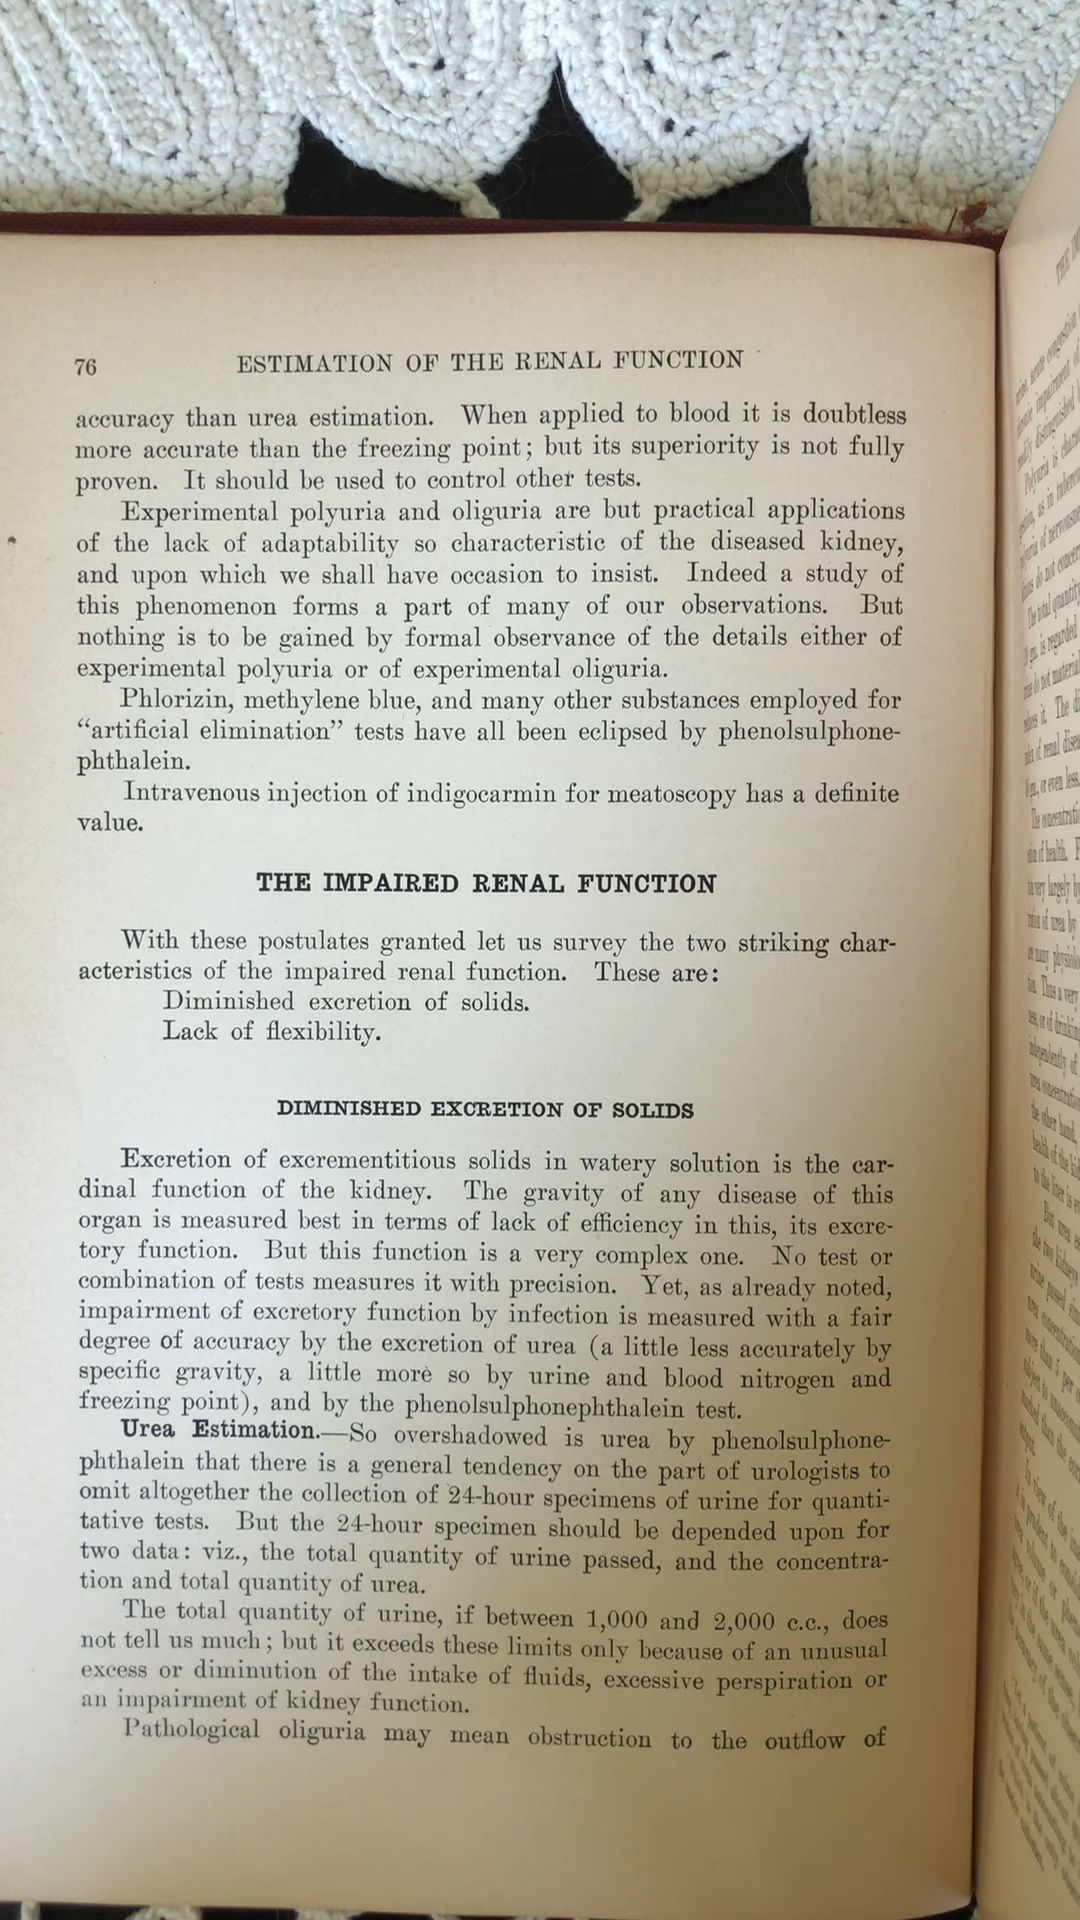 76 ESTIMATION OF THE RENAL FUNCTION
accuracy than urea estimation. When applied to blood it is doubtless
more accurate than the freezing point; but its superiority is not fully
proven. It should be used to control other tests.
Experimental polyuria and oliguria are but practical applications
of the lack of adaptability so characteristic of the diseased kidney,
and upon which we shall have occasion to insist. Indeed a study of
this phenomenon forms a part of many of our observations. But
nothing is to be gained by formal observance of the details either of
experimental polyuria or of experimental oliguria.
Phlorizin, methylene blue, and many other substances employed for
“artificial elimination” tests have all been eclipsed by phenolsulphone-
phthalein.
Intravenous injection of indigocarmin for meatoscopy has a definite
value.
THE IMPAIRED RENAL FUNCTION
With these postulates granted let us survey the two striking char-
acteristics of the impaired renal function. These are:
Diminished excretion of solids.
Lack of flexibility.
DIMINISHED EXCRETION OF SOLIDS
Excretion of excrementitious solids in watery solution is the car-
dinal function of the kidney. The gravity of any disease of this
organ is measured best in terms of lack of efficiency in this, its excre-
tory function. But this function is a very complex one. No test or
combination of tests measures it with precision. Yet, as already noted,
impairment of excretory function by infection is measured with a fair
degree of accuracy by the excretion of urea (a little less accurately by
specific gravity, a little more so by urine and blood nitrogen and
freezing point), and by the phenolsulphonephthalein test.
Urea Estimation.—So overshadowed is urea by phenolsulphone-
phthalein that there is a general tendency on the part of urologists to
omit altogether the collection of 24-hour specimens of urine for quanti-
tative tests. But the 24-hour specimen should be depended upon for
two data: viz., the total quantity of urine passed, and the concentra-
tion and total quantity of urea.
The total quantity of urine, if between 1,000 and 2,000 c.c., does
not tell us much; but it exceeds these limits only because of an unusual
excess or diminution of the intake of fluids, excessive perspiration or
an impairment of kidney function.
Pathological oliguria may mean obstruction to the outflow of